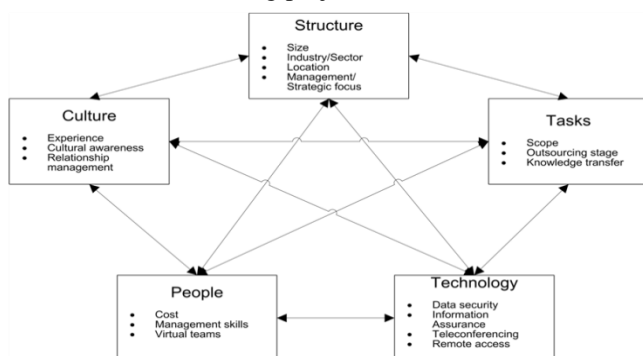 Structure
• Size
• Industry/Sector
• Location
• Management/
Strategic focus
Culture
• Experience
• Cultural awareness
• Relationship
management
Tasks
• Scope
• Outsourcing stage
• Knowledge transfer
People
• Cost
• Management skills
• Virtual teams
Technology
• Data security
• Information
Assurance
• Teleconferencing
• Remote access